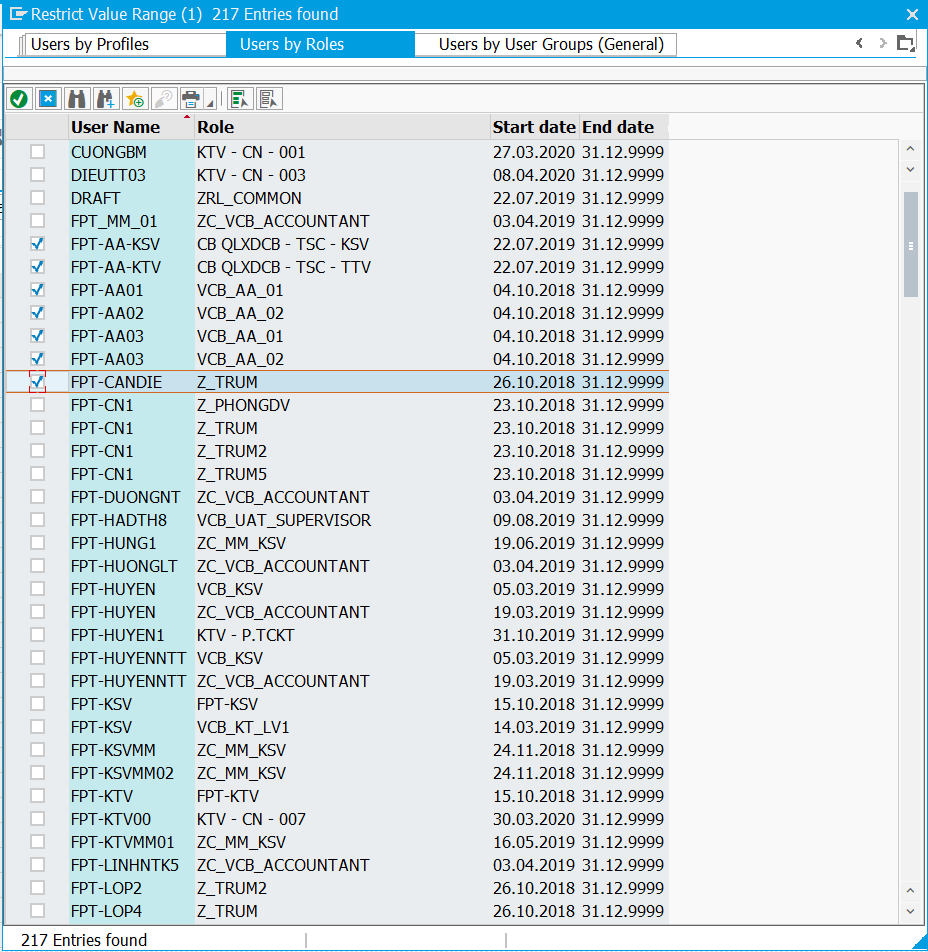 Restrict Value Range (1) 217 Entries found
Users by Profiles Users by Roles Users by User Groups (General)
User Name Role Start date End date
CUONGBM KTV - CN - 001 27.03.2020 31.12.9999
DIEUTT03 KTV - CN - 003 08.04.2020 31.12.9999
DRAFT ZRL_COMMON 22.07.2019 31.12.9999
FPT_MM_01 ZC_VCB_ACCOUNTANT 03.04.2019 31.12.9999
FPT-AA-KSV CB QLXDCB - TSC - KSV 22.07.2019 31.12.9999
FPT-AA-KTV CB QLXDCB - TSC - TTV 22.07.2019 31.12.9999
FPT-AA01 VCB_AA_01 04.10.2018 31.12.9999
FPT-AA02 VCB_AA_02 04.10.2018 31.12.9999
FPT-AA03 VCB_AA_01 04.10.2018 31.12.9999
FPT-AA03 VCB_AA_02 04.10.2018 31.12.9999
FPT-CANDIE Z_TRUM 26.10.2018 31.12.9999
FPT-CN1 Z_PHONGDV 23.10.2018 31.12.9999
FPT-CN1 Z_TRUM 23.10.2018 31.12.9999
FPT-CN1 Z_TRUM2 23.10.2018 31.12.9999
FPT-CN1 Z_TRUM5 23.10.2018 31.12.9999
FPT-DUONGNT ZC_VCB_ACCOUNTANT 03.04.2019 31.12.9999
FPT-HADTH8 VCB_UAT_SUPERVISOR 09.08.2019 31.12.9999
FPT-HUNG1 ZC_MM_KSV 19.06.2019 31.12.9999
FPT-HUONGLT ZC_VCB_ACCOUNTANT 03.04.2019 31.12.9999
FPT-HUYEN VCB_KSV 05.03.2019 31.12.9999
FPT-HUYEN ZC_VCB_ACCOUNTANT 19.03.2019 31.12.9999
FPT-HUYEN1 KTV - P.TCKT 31.10.2019 31.12.9999
FPT-HUYENNTT VCB_KSV 05.03.2019 31.12.9999
FPT-HUYENNTT ZC_VCB_ACCOUNTANT 19.03.2019 31.12.9999
FPT-KSV FPT-KSV 15.10.2018 31.12.9999
FPT-KSV VCB_KT_LV1 14.03.2019 31.12.9999
FPT-KSVMM ZC_MM_KSV 24.11.2018 31.12.9999
FPT-KSVMM02 ZC_MM_KSV 24.11.2018 31.12.9999
FPT-KTV FPT-KTV 15.10.2018 31.12.9999
FPT-KTV00 KTV - CN - 007 30.03.2020 31.12.9999
FPT-KTVMM01 ZC_MM_KSV 16.05.2019 31.12.9999
FPT-LINHNTK5 ZC_VCB_ACCOUNTANT 03.04.2019 31.12.9999
FPT-LOP2 Z_TRUM2 26.10.2018 31.12.9999
FPT-LOP4 Z_TRUM 26.10.2018 31.12.9999
217 Entries found